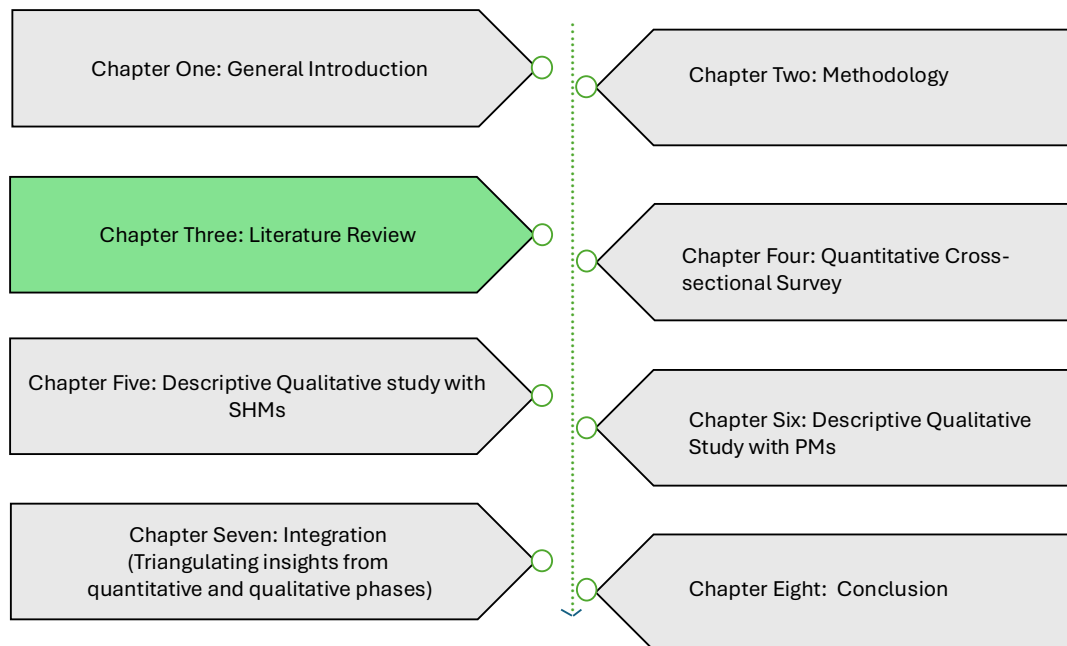 Chapter One: General Introduction
Chapter Two: Methodology
Chapter Three: Literature Review
Chapter Four: Quantitative Cross-
sectional Survey
Chapter Five: Descriptive Qualitative study with
SHMs
Chapter Six: Descriptive Qualitative
Study with PMs
Chapter Seven: Integration
(Triangulating insights from
quantitative and qualitative phases)
Chapter Eight:  Conclusion